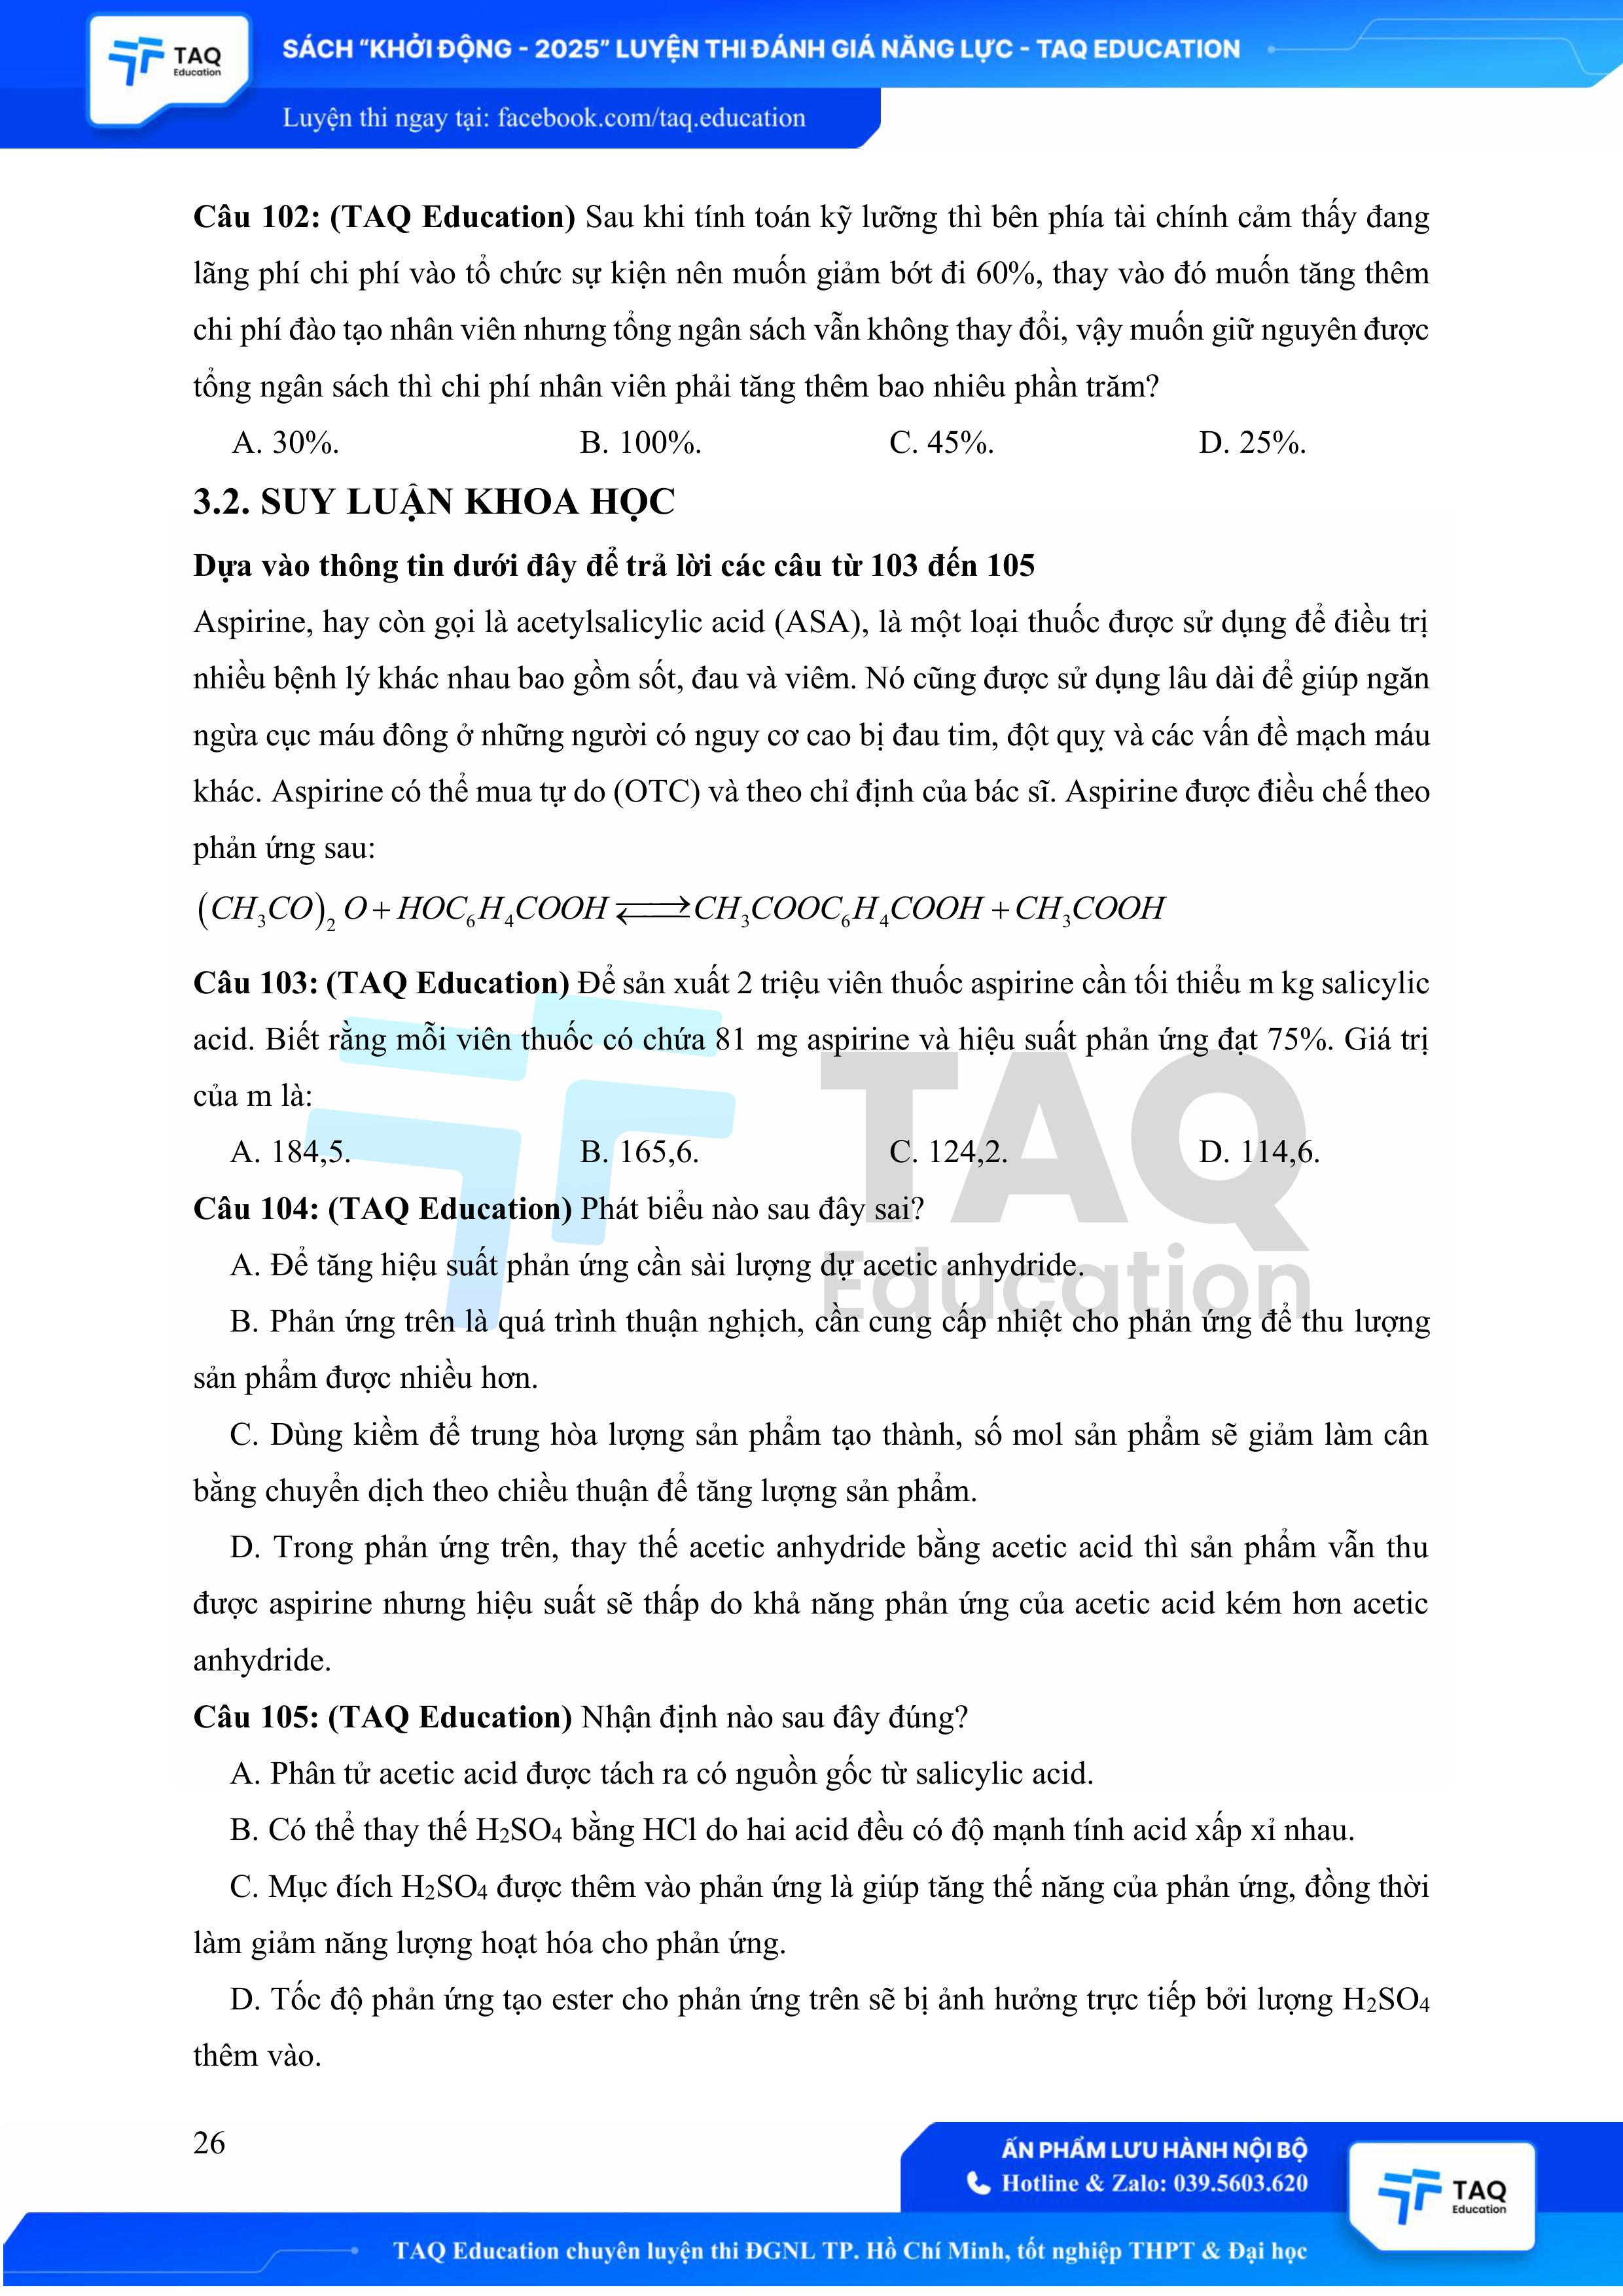 TAQ
Education
SÁCH “KHỞI ĐỘNG - 2025” LUYỆN THI ĐÁNH GIÁ NĂNG LỰC - TAQ EDUCATION
Luyện thi ngay tại: facebook.com/taq.education
Câu 102: (TAQ Education) Sau khi tính toán kỹ lưỡng thì bên phía tài chính cảm thấy đang
lãng phí chi phí vào tổ chức sự kiện nên muốn giảm bớt đi 60%, thay vào đó muốn tăng thêm
chi phí đào tạo nhân viên nhưng tổng ngân sách vẫn không thay đổi, vậy muốn giữ nguyên được
tổng ngân sách thì chi phí nhân viên phải tăng thêm bao nhiêu phần trăm?
A. 30%. B. 100%. C. 45%. D. 25%.
3.2. SUY LUẬN KHOA HỌC
Dựa vào thông tin dưới đây để trả lời các câu từ 103 đến 105
Aspirine, hay còn gọi là acetylsalicylic acid (ASA), là một loại thuốc được sử dụng để điều trị
nhiều bệnh lý khác nhau bao gồm sốt, đau và viêm. Nó cũng được sử dụng lâu dài để giúp ngăn
ngừa cục máu đông ở những người có nguy cơ cao bị đau tim, đột quỵ và các vấn đề mạch máu
khác. Aspirine có thể mua tự do (OTC) và theo chỉ định của bác sĩ. Aspirine được điều chế theo
phản ứng sau:
(CH₃CO)₂ O + HOC₆H₄COOH ⇌ CH₃COOC₆H₄COOH + CH₃COOH
Câu 103: (TAQ Education) Để sản xuất 2 triệu viên thuốc aspirine cần tối thiểu m kg salicylic
acid. Biết rằng mỗi viên thuốc có chứa 81 mg aspirine và hiệu suất phản ứng đạt 75%. Giá trị
của m là:
A. 184,5. B. 165,6. C. 124,2. D. 114,6.
Câu 104: (TAQ Education) Phát biểu nào sau đây sai?
A. Để tăng hiệu suất phản ứng cần sài lượng dự acetic anhydride.
B. Phản ứng trên là quá trình thuận nghịch, cần cung cấp nhiệt cho phản ứng để thu lượng
sản phẩm được nhiều hơn.
C. Dùng kiềm để trung hòa lượng sản phẩm tạo thành, số mol sản phẩm sẽ giảm làm cân
bằng chuyển dịch theo chiều thuận để tăng lượng sản phẩm.
D. Trong phản ứng trên, thay thế acetic anhydride bằng acetic acid thì sản phẩm vẫn thu
được aspirine nhưng hiệu suất sẽ thấp do khả năng phản ứng của acetic acid kém hơn acetic
anhydride.
Câu 105: (TAQ Education) Nhận định nào sau đây đúng?
A. Phân tử acetic acid được tách ra có nguồn gốc từ salicylic acid.
B. Có thể thay thế H₂SO₄ bằng HCl do hai acid đều có độ mạnh tính acid xấp xỉ nhau.
C. Mục đích H₂SO₄ được thêm vào phản ứng là giúp tăng thế năng của phản ứng, đồng thời
làm giảm năng lượng hoạt hóa cho phản ứng.
D. Tốc độ phản ứng tạo ester cho phản ứng trên sẽ bị ảnh hưởng trực tiếp bởi lượng H₂SO₄
thêm vào.
TAQ
Education
26
ẤN PHẨM LƯU HÀNH NỘI BỘ
Hotline & Zalo: 039.5603.620
TAQ
Education
TAQ Education chuyên luyện thi ĐGNL TP. Hồ Chí Minh, tốt nghiệp THPT & Đại học